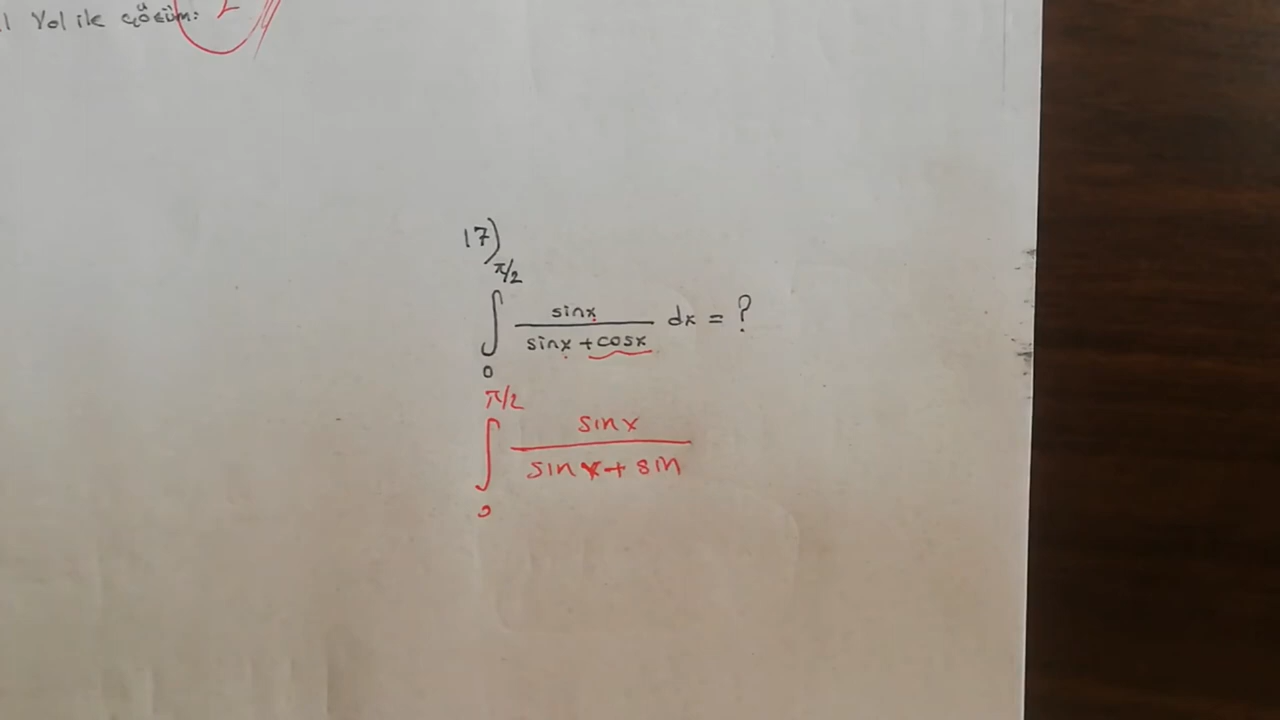 Yol ile çözüm:
17)
π/2
∫ sinx / sinx + cosx dx = ?
0
π/2
∫ sinx / sinx + sin
0